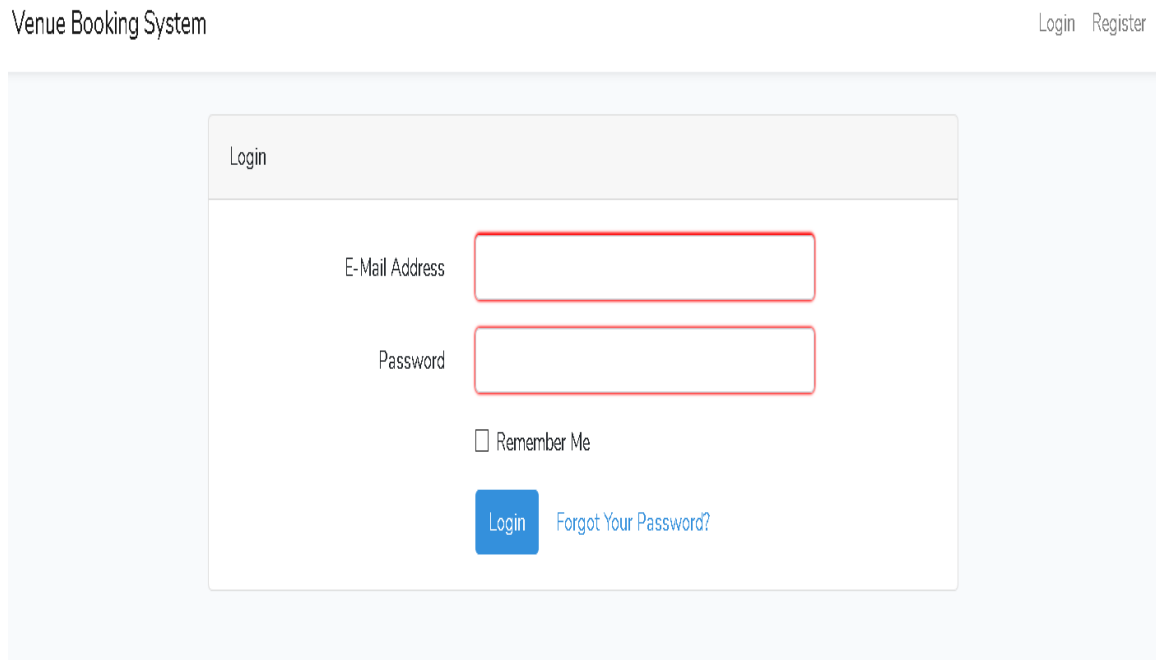 Venue Booking System Login Register
Login
E-Mail Address
Password
Remember Me
Login Forgot Your Password?